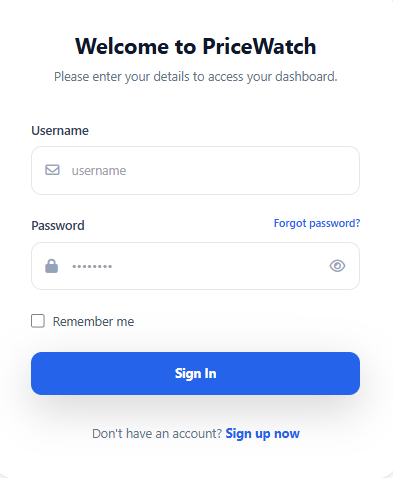 Welcome to PriceWatch
Please enter your details to access your dashboard.
Username
username
Password
Forgot password?
••••••••
Remember me
Sign In
Don't have an account? Sign up now